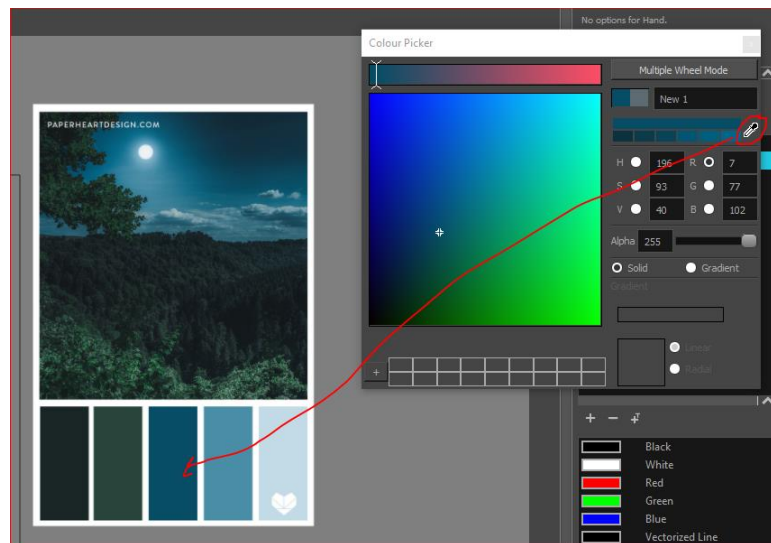 No options for Hand.
Colour Picker
Multiple Wheel Mode
New 1
H 196 R 7
S 93 G 77
V 40 B 102
Alpha 255
Solid Gradient
Gradient
Linear
Radial
+
PAPERHEARTDESIGN.COM
+ -
Black
White
Red
Green
Blue
Vectorized Line